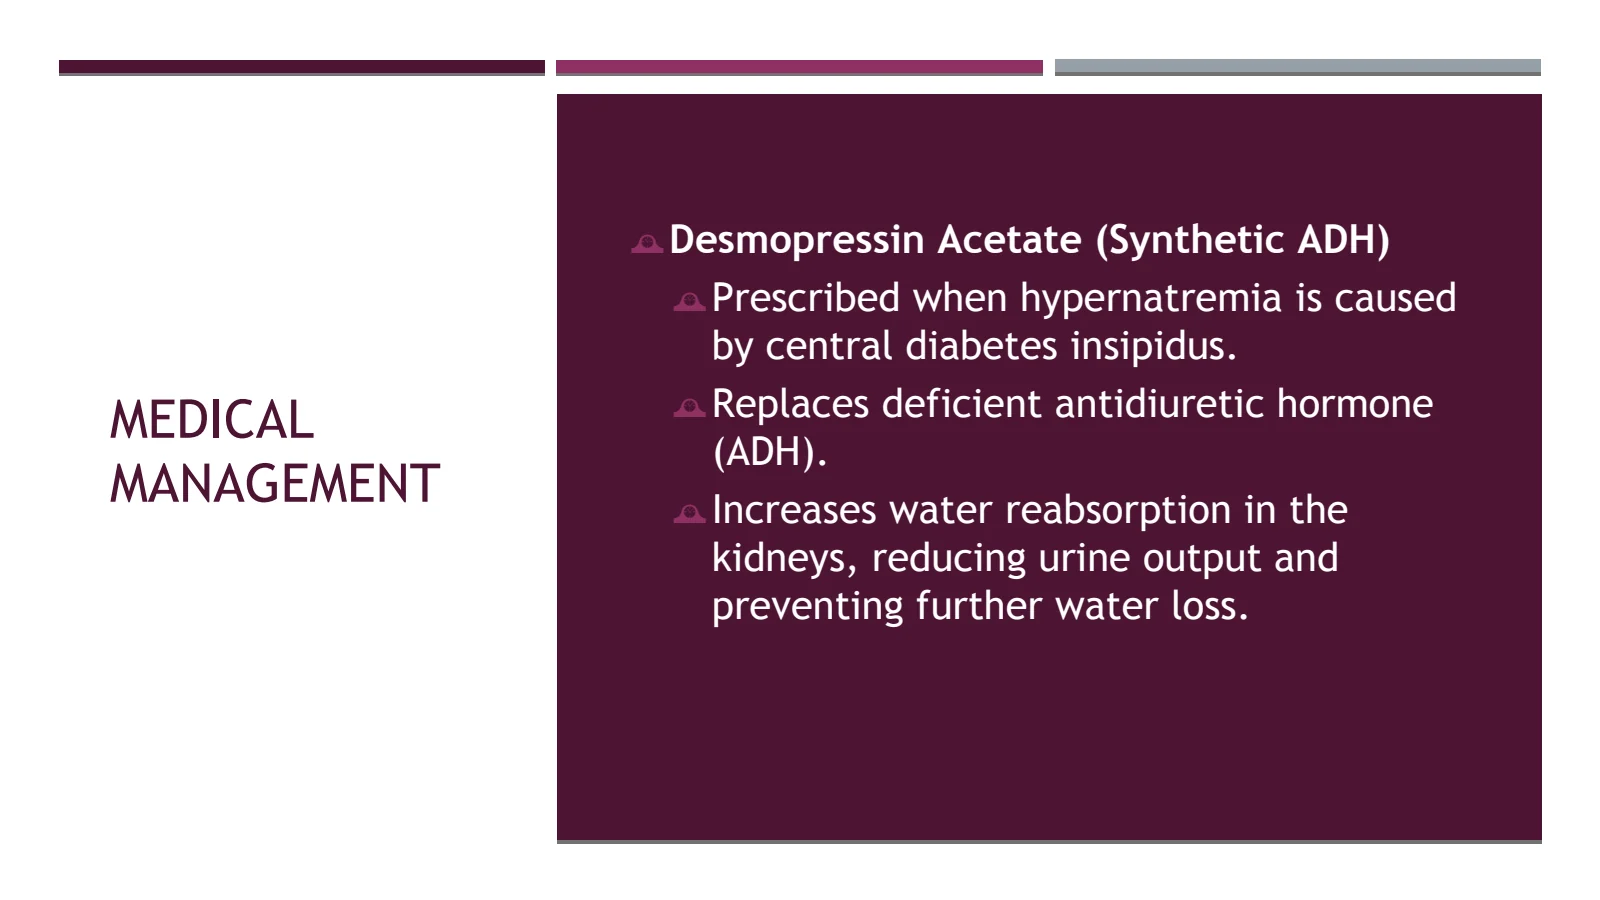 MEDICAL
MANAGEMENT
Desmopressin Acetate (Synthetic ADH)
Prescribed when hypernatremia is caused
by central diabetes insipidus.
Replaces deficient antidiuretic hormone
(ADH).
Increases water reabsorption in the
kidneys, reducing urine output and
preventing further water loss.